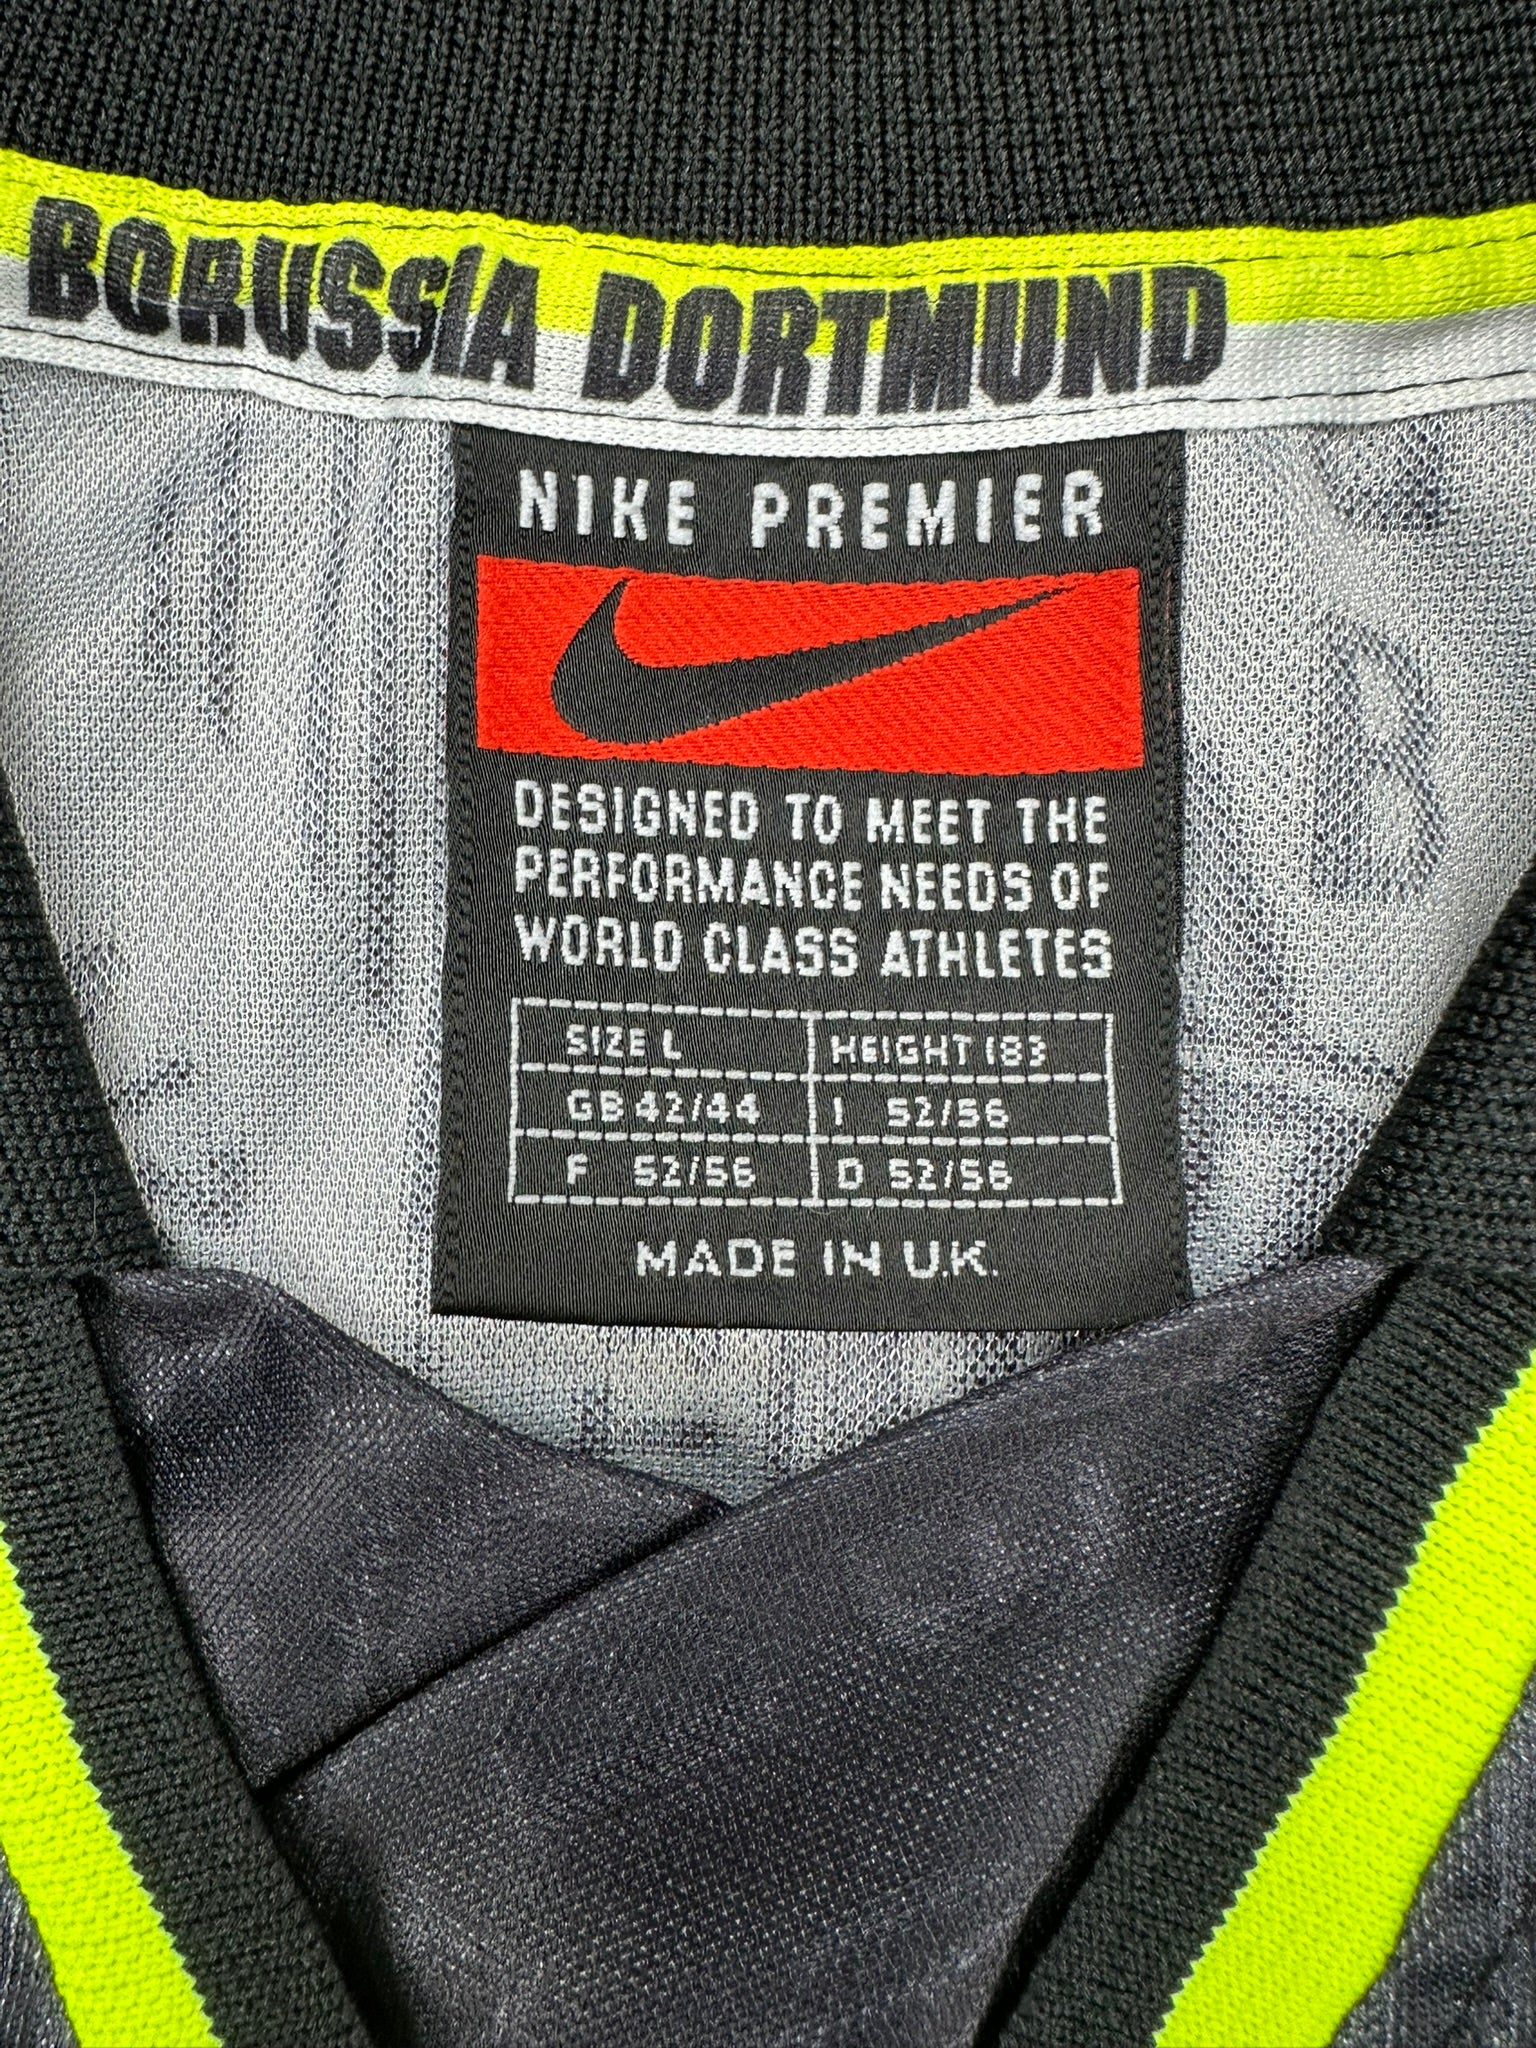 BORUSSIA DORTMUND
NIKE PREMIER
DESIGNED TO MEET THE
PERFORMANCE NEEDS OF
WORLD CLASS ATHLETES
SIZE L HEIGHT 183
GB 42/44 I 52/56
F 52/56 D 52/56
MADE IN U.K.